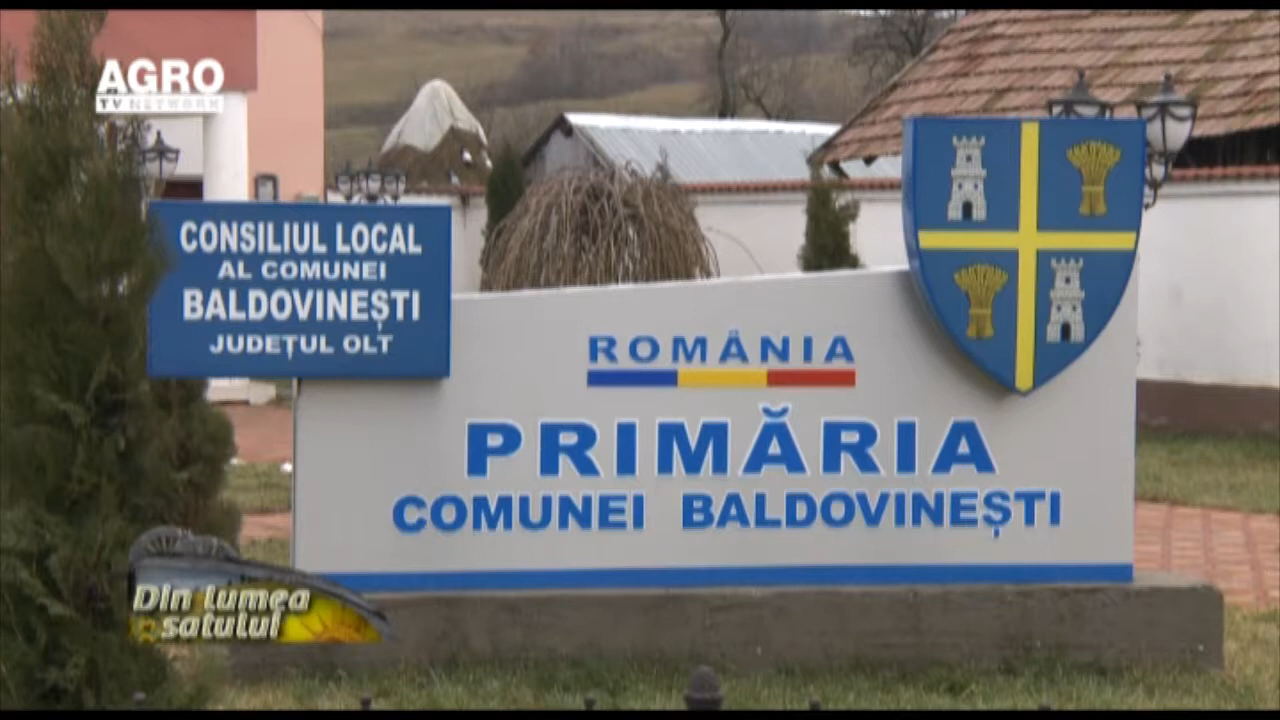 AGRO
TV NETWORK
CONSILIUL LOCAL
AL COMUNEI
BALDOVINEȘTI
JUDEȚUL OLT
ROMÂNIA
PRIMĂRIA
COMUNEI BALDOVINEȘTI
Din lumea
satului